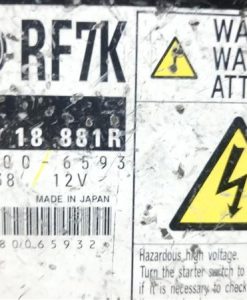 RF7K
18 881R
00-6593
12V
MADE IN JAPAN
80065932
WA
WA
ATT
Hazardous high voltage.
Turn the starter switch to
if it is necessary to check